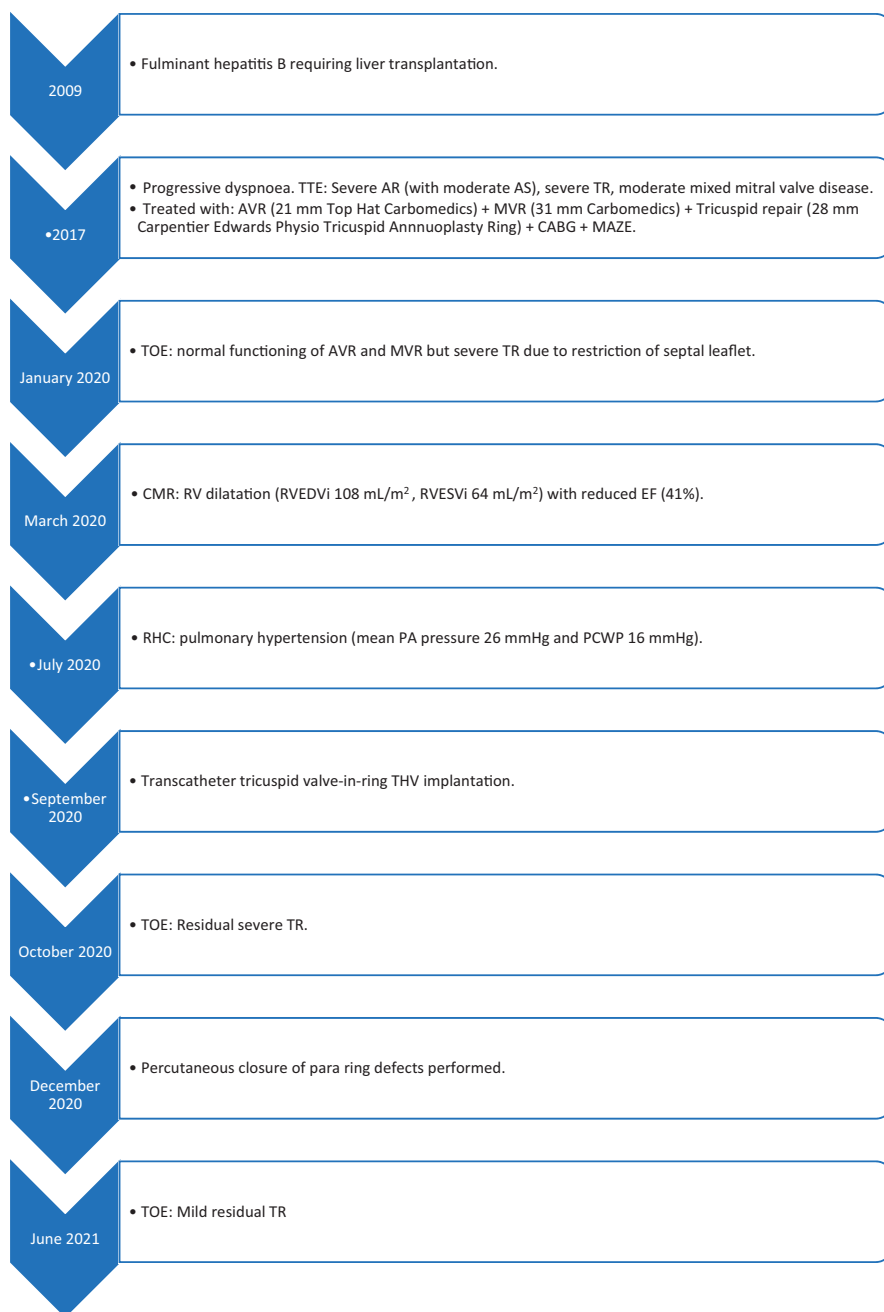 2009
• Fulminant hepatitis B requiring liver transplantation.
•2017
• Progressive dyspnoea. TTE: Severe AR (with moderate AS), severe TR, moderate mixed mitral valve disease.
• Treated with: AVR (21 mm Top Hat Carbomedics) + MVR (31 mm Carbomedics) + Tricuspid repair (28 mm
Carpentier Edwards Physio Tricuspid Annnuoplasty Ring) + CABG + MAZE.
January 2020
• TOE: normal functioning of AVR and MVR but severe TR due to restriction of septal leaflet.
March 2020
• CMR: RV dilatation (RVEDVi 108 mL/m², RVESVi 64 mL/m²) with reduced EF (41%).
•July 2020
• RHC: pulmonary hypertension (mean PA pressure 26 mmHg and PCWP 16 mmHg).
•September
2020
• Transcatheter tricuspid valve-in-ring THV implantation.
October 2020
• TOE: Residual severe TR.
December
2020
• Percutaneous closure of para ring defects performed.
June 2021
• TOE: Mild residual TR